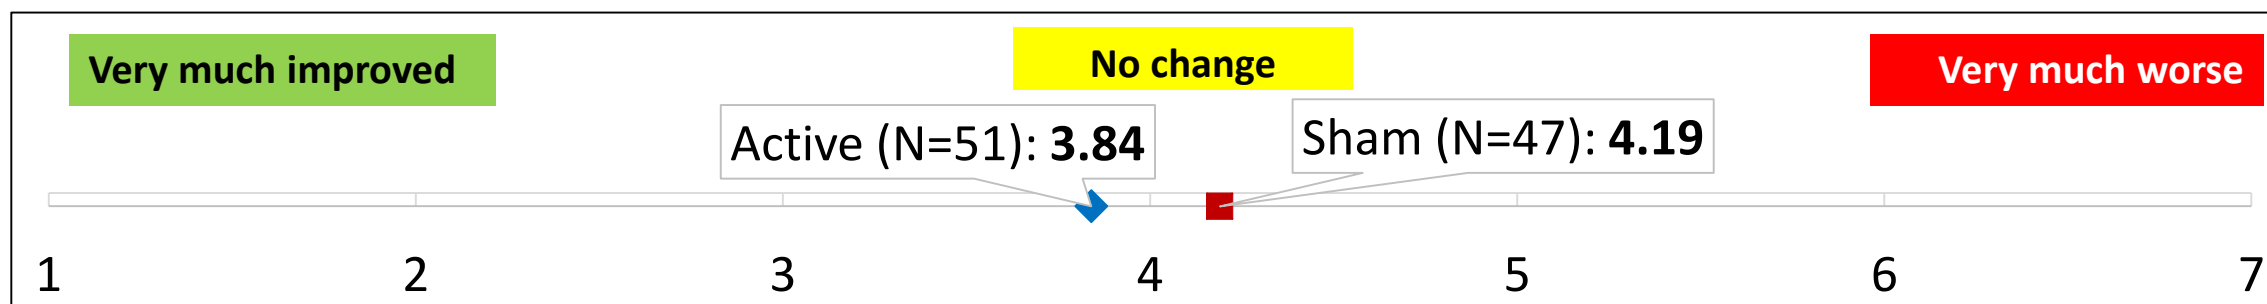 Very much improved
No change
Very much worse
Active (N=51): 3.84
Sham (N=47): 4.19
1 2 3 4 5 6 7